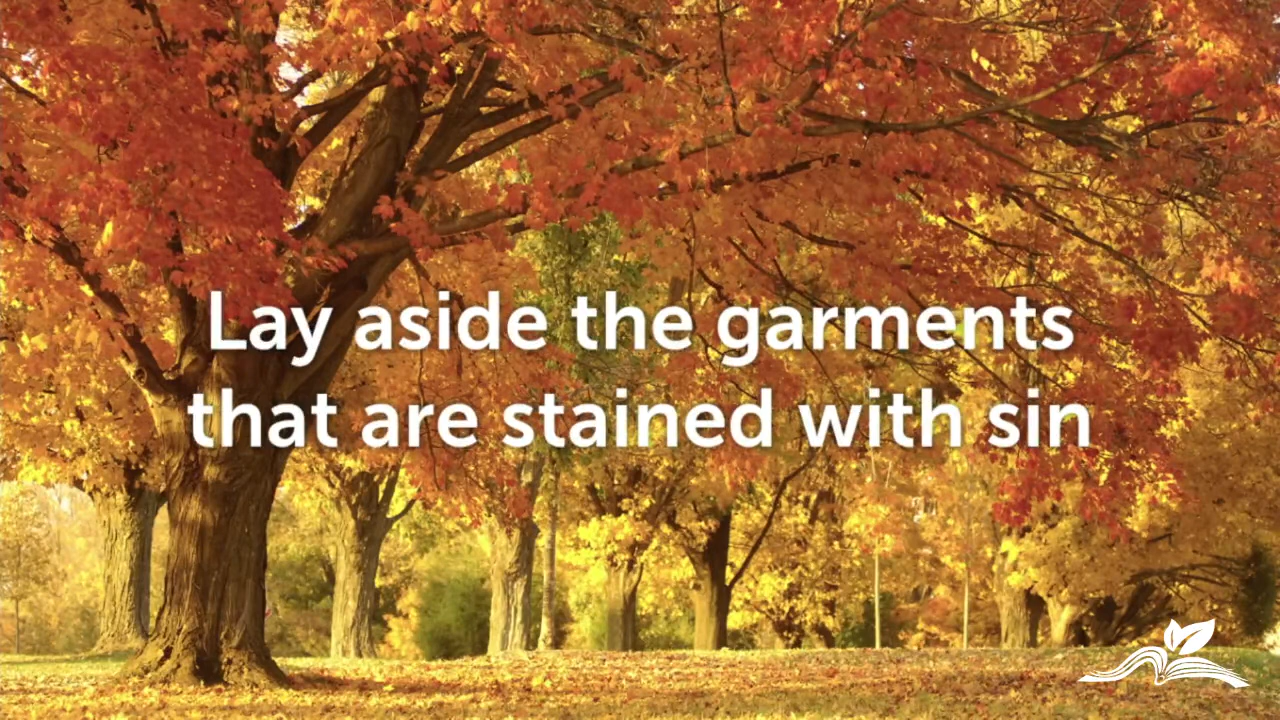 Lay aside the garments
that are stained with sin